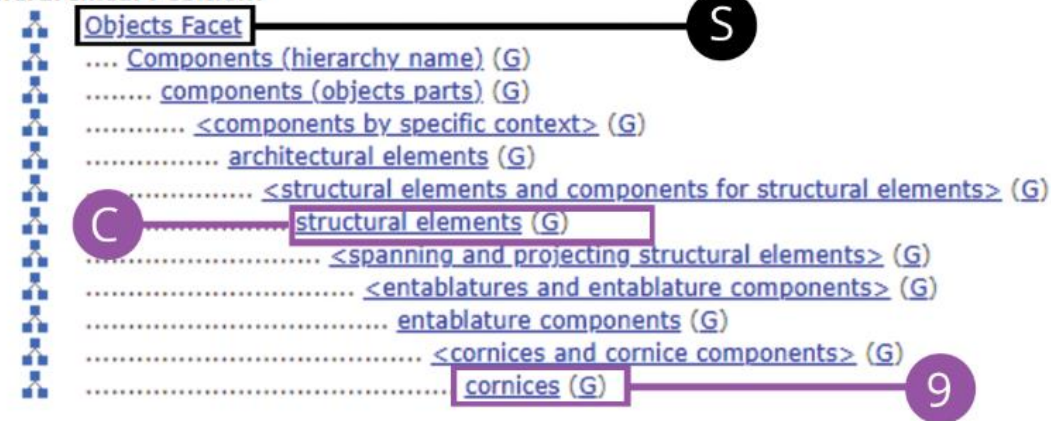 Objects Facet S
.... Components (hierarchy name) (G)
........ components (objects parts) (G)
............ <components by specific context> (G)
................ architectural elements (G)
.................... <structural elements and components for structural elements> (G)
C structural elements (G)
............................ <spanning and projecting structural elements> (G)
................................ <entablatures and entablature components> (G)
.................................... entablature components (G)
........................................ <cornices and cornice components> (G)
............................................ cornices (G) 9